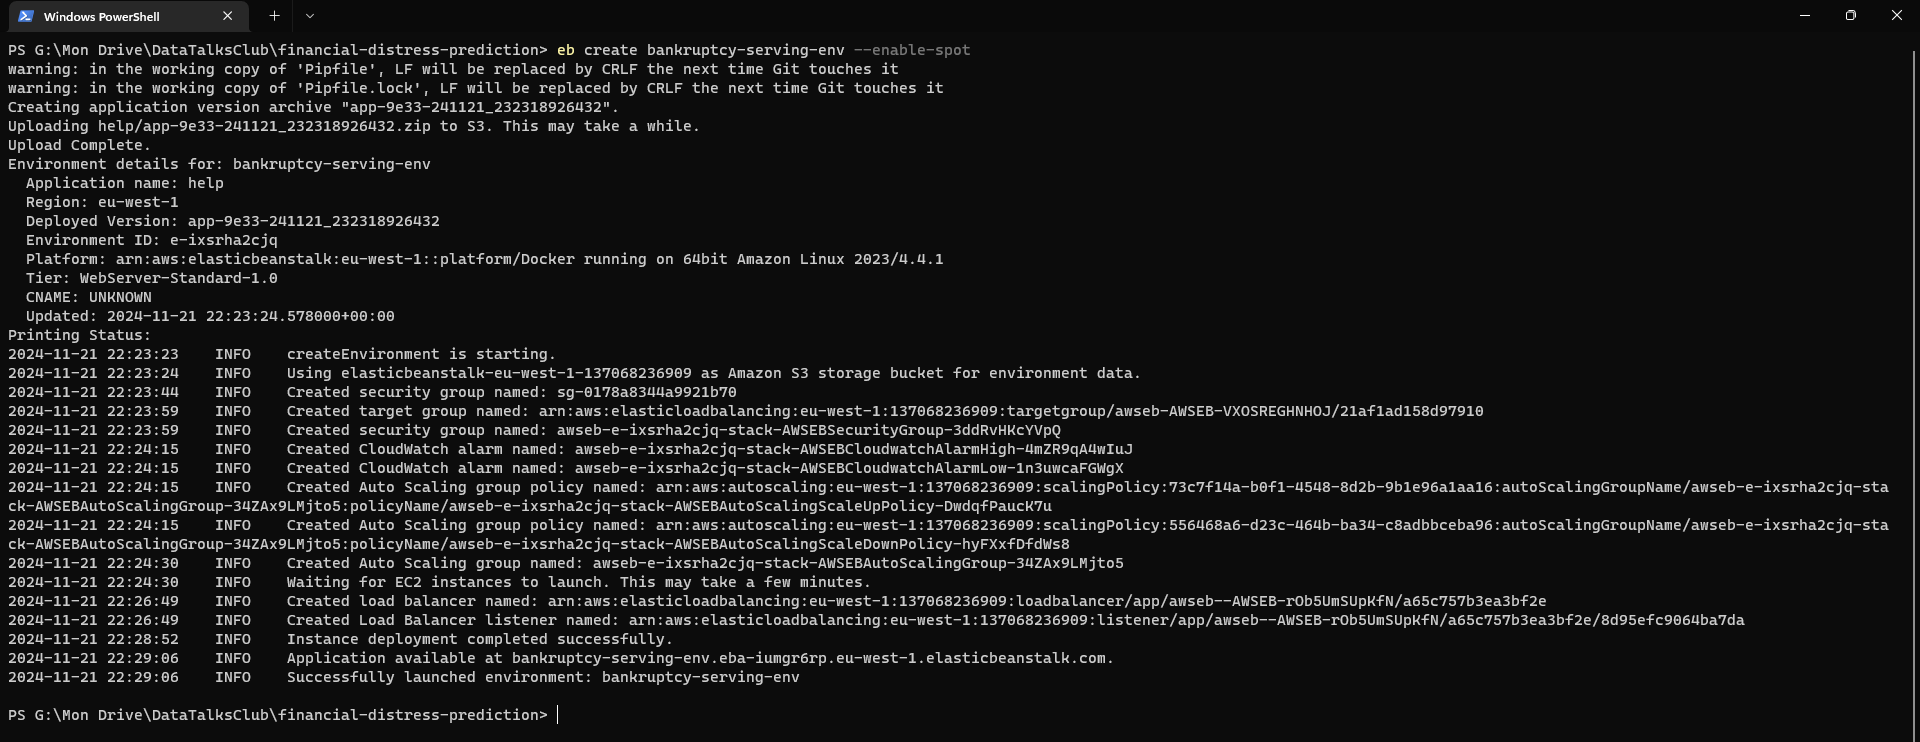 Windows PowerShell
PS G:\Mon Drive\DataTalksClub\financial-distress-prediction> eb create bankruptcy-serving-env --enable-spot
warning: in the working copy of 'Pipfile', LF will be replaced by CRLF the next time Git touches it
warning: in the working copy of 'Pipfile.lock', LF will be replaced by CRLF the next time Git touches it
Creating application version archive "app-9e33-241121_232318926432".
Uploading help/app-9e33-241121_232318926432.zip to S3. This may take a while.
Upload Complete.
Environment details for: bankruptcy-serving-env
  Application name: help
  Region: eu-west-1
  Deployed Version: app-9e33-241121_232318926432
  Environment ID: e-ixsrha2cjq
  Platform: arn:aws:elasticbeanstalk:eu-west-1::platform/Docker running on 64bit Amazon Linux 2023/4.4.1
  Tier: WebServer-Standard-1.0
  CNAME: UNKNOWN
  Updated: 2024-11-21 22:23:24.578000+00:00
Printing Status:
2024-11-21 22:23:23    INFO    createEnvironment is starting.
2024-11-21 22:23:24    INFO    Using elasticbeanstalk-eu-west-1-137068236909 as Amazon S3 storage bucket for environment data.
2024-11-21 22:23:44    INFO    Created security group named: sg-0178a8344a9921b70
2024-11-21 22:23:59    INFO    Created target group named: arn:aws:elasticloadbalancing:eu-west-1:137068236909:targetgroup/awseb-AWSEB-VXOSREGHNHOJ/21af1ad158d97910
2024-11-21 22:23:59    INFO    Created security group named: awseb-e-ixsrha2cjq-stack-AWSEBSecurityGroup-3ddRvHKcYVpQ
2024-11-21 22:24:15    INFO    Created CloudWatch alarm named: awseb-e-ixsrha2cjq-stack-AWSEBCloudwatchAlarmHigh-4mZR9qA4wIuJ
2024-11-21 22:24:15    INFO    Created CloudWatch alarm named: awseb-e-ixsrha2cjq-stack-AWSEBCloudwatchAlarmLow-1n3uwcaFGWgX
2024-11-21 22:24:15    INFO    Created Auto Scaling group policy named: arn:aws:autoscaling:eu-west-1:137068236909:scalingPolicy:73c7f14a-b0f1-4548-8d2b-9b1e96a1aa16:autoScalingGroupName/awseb-e-ixsrha2cjq-sta
ck-AWSEBAutoScalingGroup-34ZAx9LMjto5:policyName/awseb-e-ixsrha2cjq-stack-AWSEBAutoScalingScaleUpPolicy-DwdqfPaucK7u
2024-11-21 22:24:15    INFO    Created Auto Scaling group policy named: arn:aws:autoscaling:eu-west-1:137068236909:scalingPolicy:556468a6-d23c-464b-ba34-c8adbbceba96:autoScalingGroupName/awseb-e-ixsrha2cjq-sta
ck-AWSEBAutoScalingGroup-34ZAx9LMjto5:policyName/awseb-e-ixsrha2cjq-stack-AWSEBAutoScalingScaleDownPolicy-hyFXxfDfdWs8
2024-11-21 22:24:30    INFO    Created Auto Scaling group named: awseb-e-ixsrha2cjq-stack-AWSEBAutoScalingGroup-34ZAx9LMjto5
2024-11-21 22:24:30    INFO    Waiting for EC2 instances to launch. This may take a few minutes.
2024-11-21 22:26:49    INFO    Created load balancer named: arn:aws:elasticloadbalancing:eu-west-1:137068236909:loadbalancer/app/awseb--AWSEB-rOb5UmSUpKfN/a65c757b3ea3bf2e
2024-11-21 22:26:49    INFO    Created Load Balancer listener named: arn:aws:elasticloadbalancing:eu-west-1:137068236909:listener/app/awseb--AWSEB-rOb5UmSUpKfN/a65c757b3ea3bf2e/8d95efc9064ba7da
2024-11-21 22:28:52    INFO    Instance deployment completed successfully.
2024-11-21 22:29:06    INFO    Application available at bankruptcy-serving-env.eba-iumgr6rp.eu-west-1.elasticbeanstalk.com.
2024-11-21 22:29:06    INFO    Successfully launched environment: bankruptcy-serving-env
PS G:\Mon Drive\DataTalksClub\financial-distress-prediction>